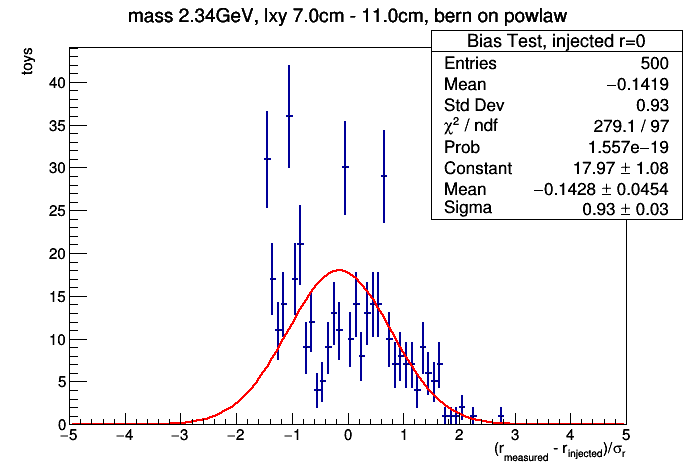 mass 2.34GeV, lxy 7.0cm - 11.0cm, bern on powlaw
toys
Bias Test, injected r=0
Entries 500
Mean −0.1419
Std Dev 0.93
χ² / ndf 279.1 / 97
Prob 1.557e−19
Constant 17.97 ± 1.08
Mean −0.1428 ± 0.0454
Sigma 0.93 ± 0.03
40
35
30
25
20
15
10
5
0
−5 −4 −3 −2 −1 0 1 2 3 4 5
(r_measured - r_injected)/σ_r